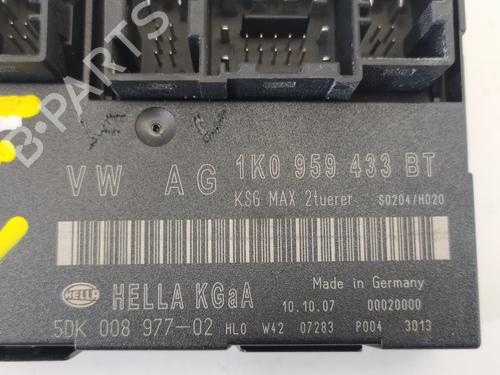 B-PARTS
VW AG 1K0 959 433 BT
KSG MAX 2tuerer S0204/H020
HELLA
HELLA KGaA
Made in Germany
10.10.07 00020000
5DK 008 977-02 HL0 W42 07283 P004 3013